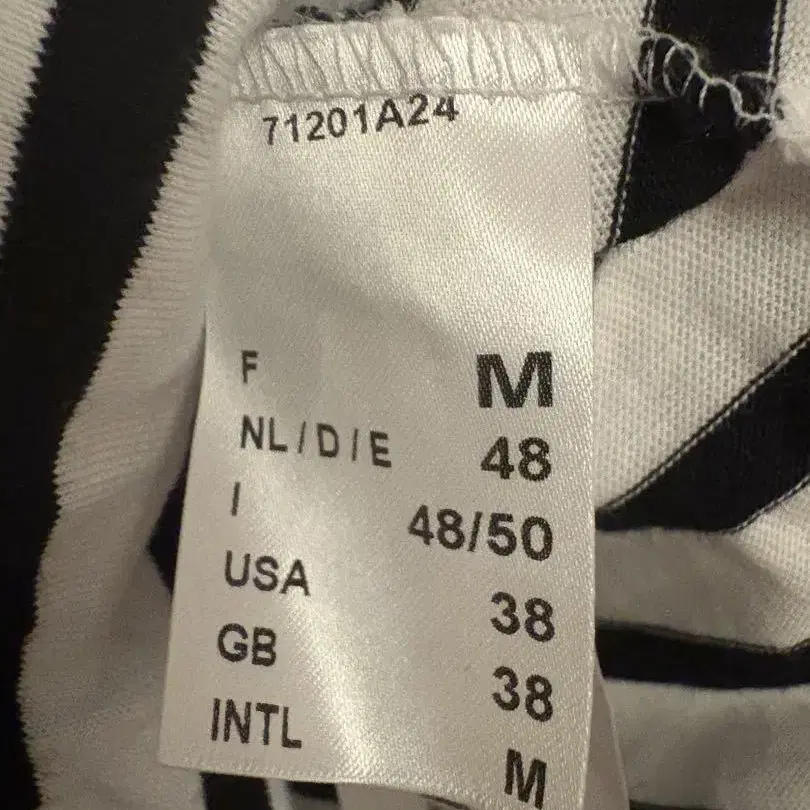 71201A24
F M
NL/D/E 48
I 48/50
USA 38
GB 38
INTL M